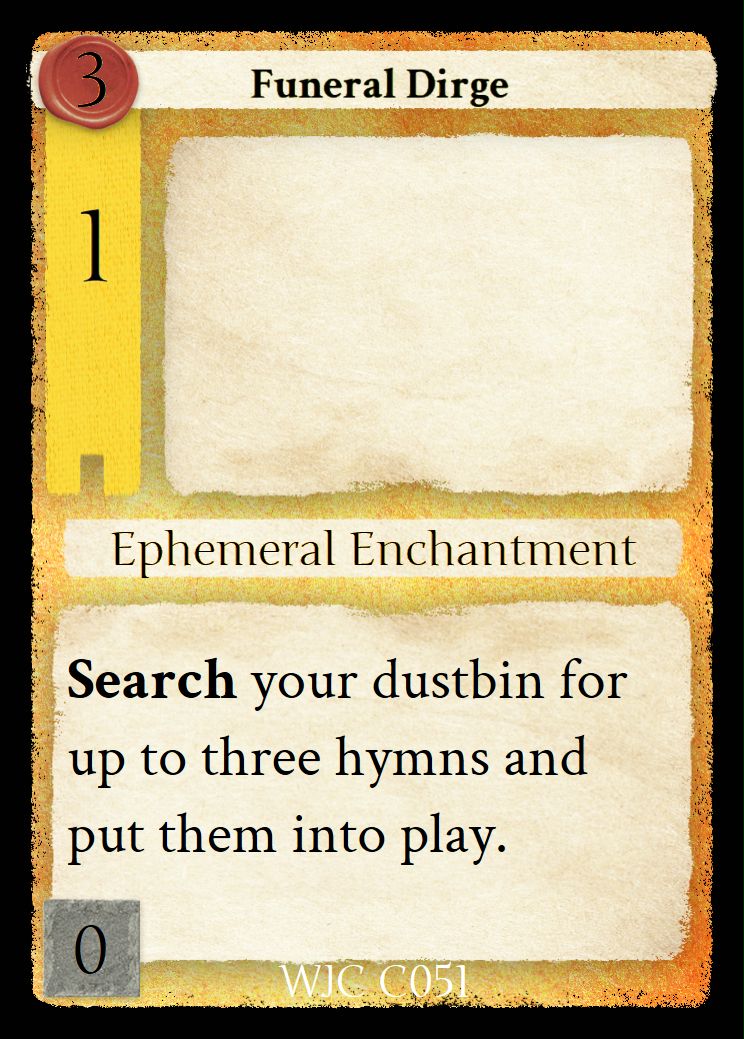 3
Funeral Dirge
1
Ephemeral Enchantment
Search your dustbin for
up to three hymns and
put them into play.
0
WJC C051